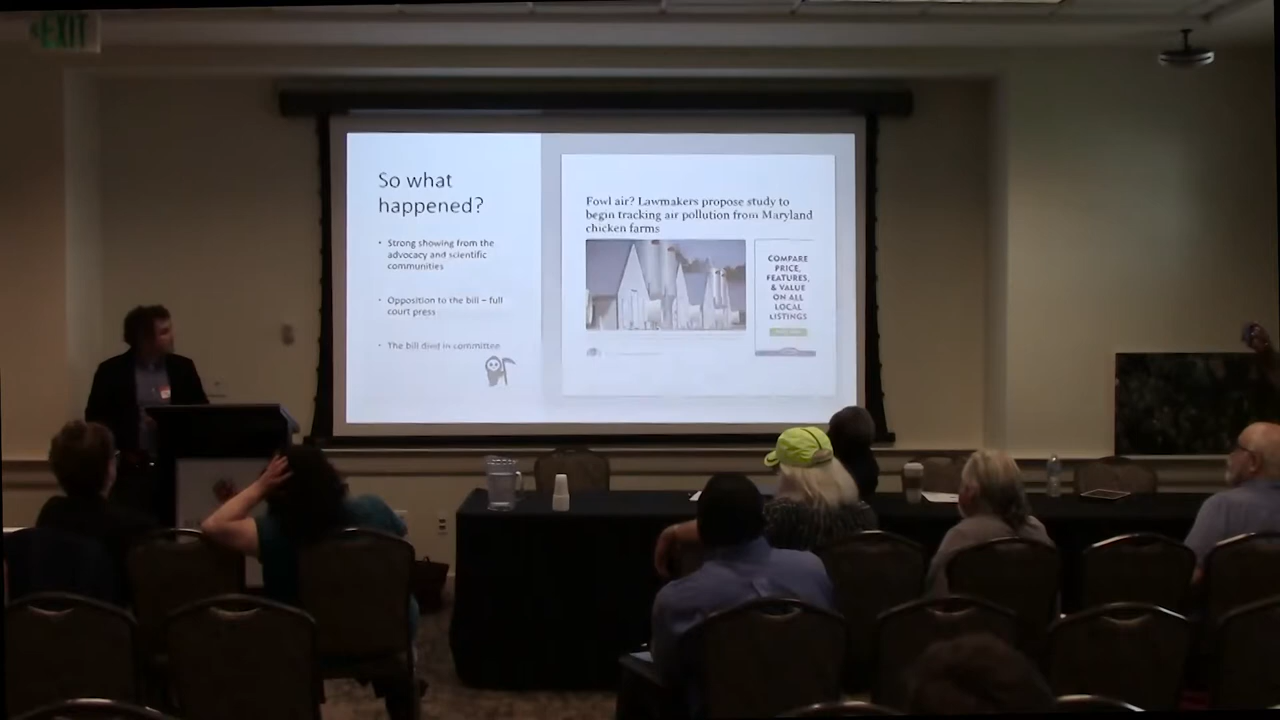 EXIT
So what
happened?
• Strong showing from the
advocacy and scientific
communities
• Opposition to the bill – full
court press
• The bill died in committee
Fowl air? Lawmakers propose study to
begin tracking air pollution from Maryland
chicken farms
COMPARE
PRICE,
FEATURES,
& VALUE
ON ALL
LOCAL
LISTINGS